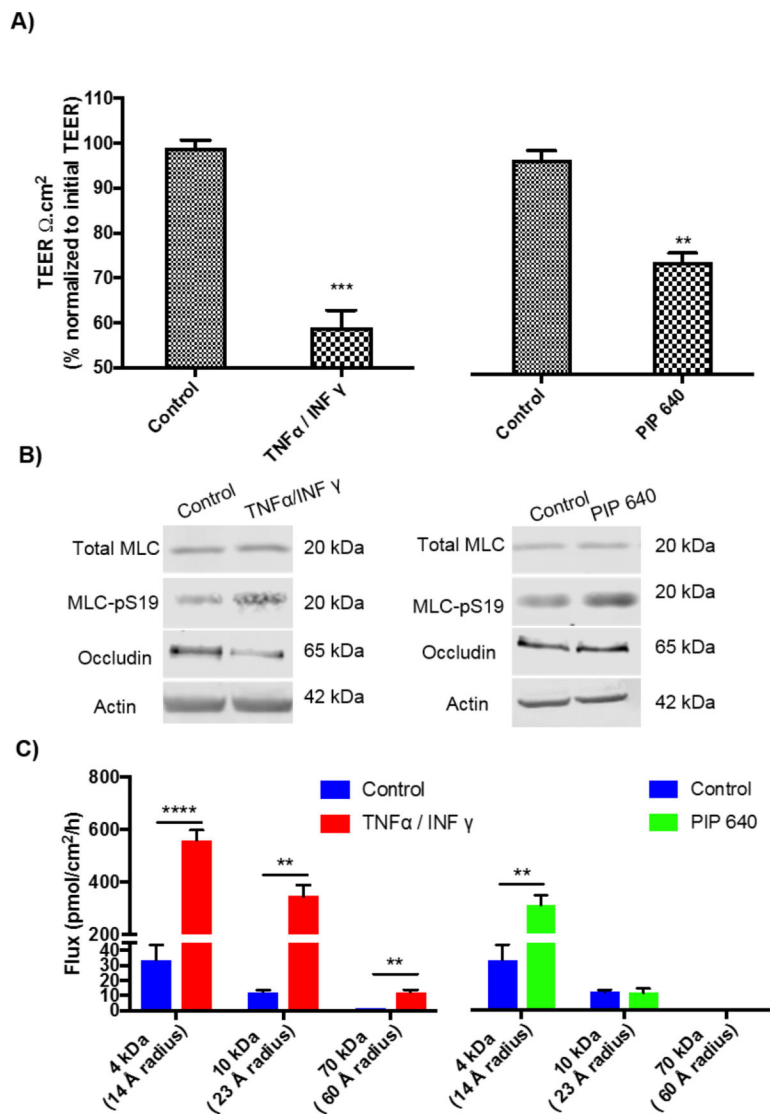 A)
TEER Ω.cm2
(% normalized to initial TEER)
110
100
90
80
70
60
50
***
**
Control
TNFα / INF γ
Control
PIP 640
B)
Control
TNFα/INF γ
Total MLC
20 kDa
MLC-pS19
20 kDa
Occludin
65 kDa
Actin
42 kDa
Control
PIP 640
Total MLC
20 kDa
MLC-pS19
20 kDa
Occludin
65 kDa
Actin
42 kDa
C)
Flux (pmol/cm2/h)
800
600
400
200
40
30
20
10
0
Control
TNFα / INF γ
****
**
**
4 kDa
(14 Å radius)
10 kDa
( 23 Å radius)
70 kDa
( 60 Å radius)
Control
PIP 640
**
4 kDa
(14 Å radius)
10 kDa
( 23 Å radius)
70 kDa
( 60 Å radius)